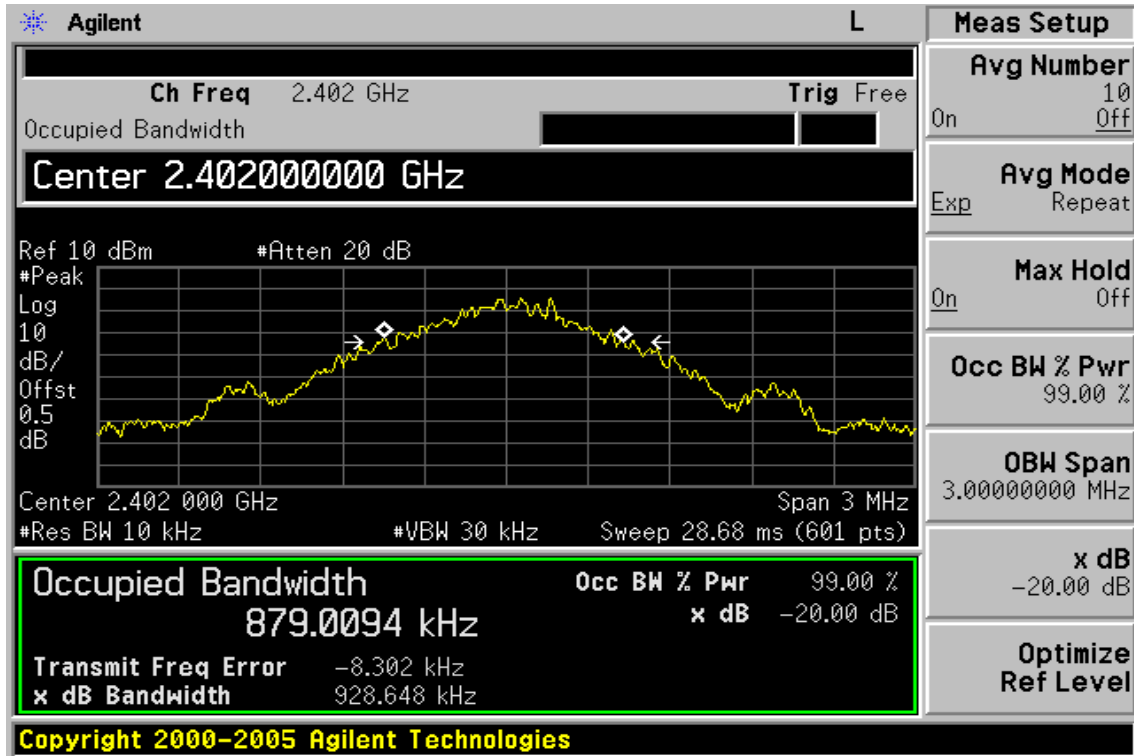 Agilent L
Ch Freq 2.402 GHz Trig Free
Occupied Bandwidth
Center 2.402000000 GHz
Ref 10 dBm #Atten 20 dB
#Peak
Log
10
dB/
Offst
0.5
dB
Center 2.402 000 GHz Span 3 MHz
#Res BW 10 kHz #VBW 30 kHz Sweep 28.68 ms (601 pts)
Occupied Bandwidth Occ BW % Pwr 99.00 %
879.0094 kHz x dB -20.00 dB
Transmit Freq Error -8.302 kHz
x dB Bandwidth 928.648 kHz
Copyright 2000-2005 Agilent Technologies
Meas Setup
Avg Number
10
On Off
Avg Mode
Exp Repeat
Max Hold
On Off
Occ BW % Pwr
99.00 %
OBW Span
3.00000000 MHz
x dB
-20.00 dB
Optimize
Ref Level